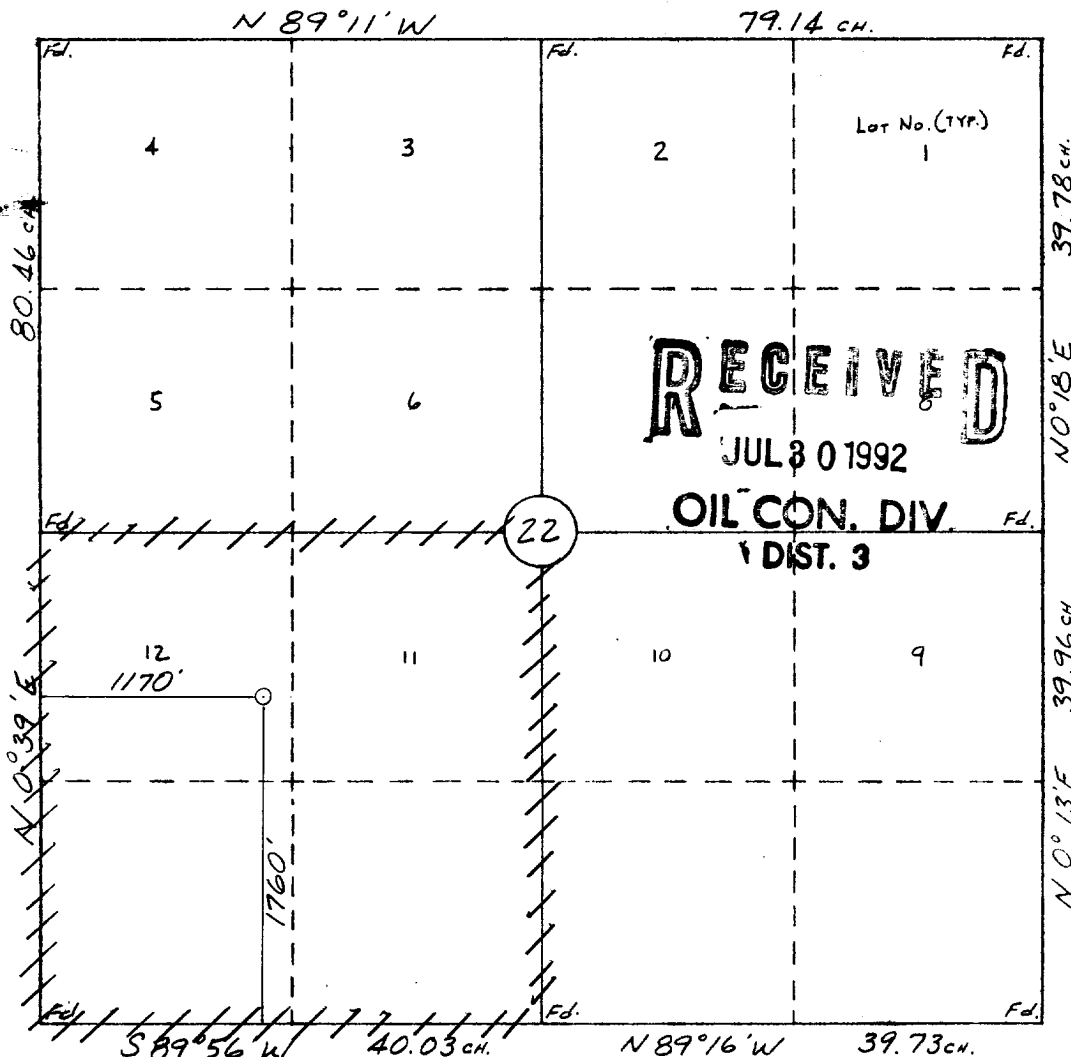 N 89°11' W 79.14 CH.
Fd. Fd. Fd.
4 3 2 Lot No. (TYP.)
1
80.46 CH.
39.78 CH.
5 6
RECEIVED
8
JUL 30 1992
N 0°18' E
OIL CON. DIV.
DIST. 3
Fd. 22 Fd.
12 11 10 9
1170'
39.96 CH
N 0°39' E
1760'
N 0°13' E
Fd. Fd. Fd.
S 89°56' W 40.03 CH. N 89°16' W 39.73 CH.